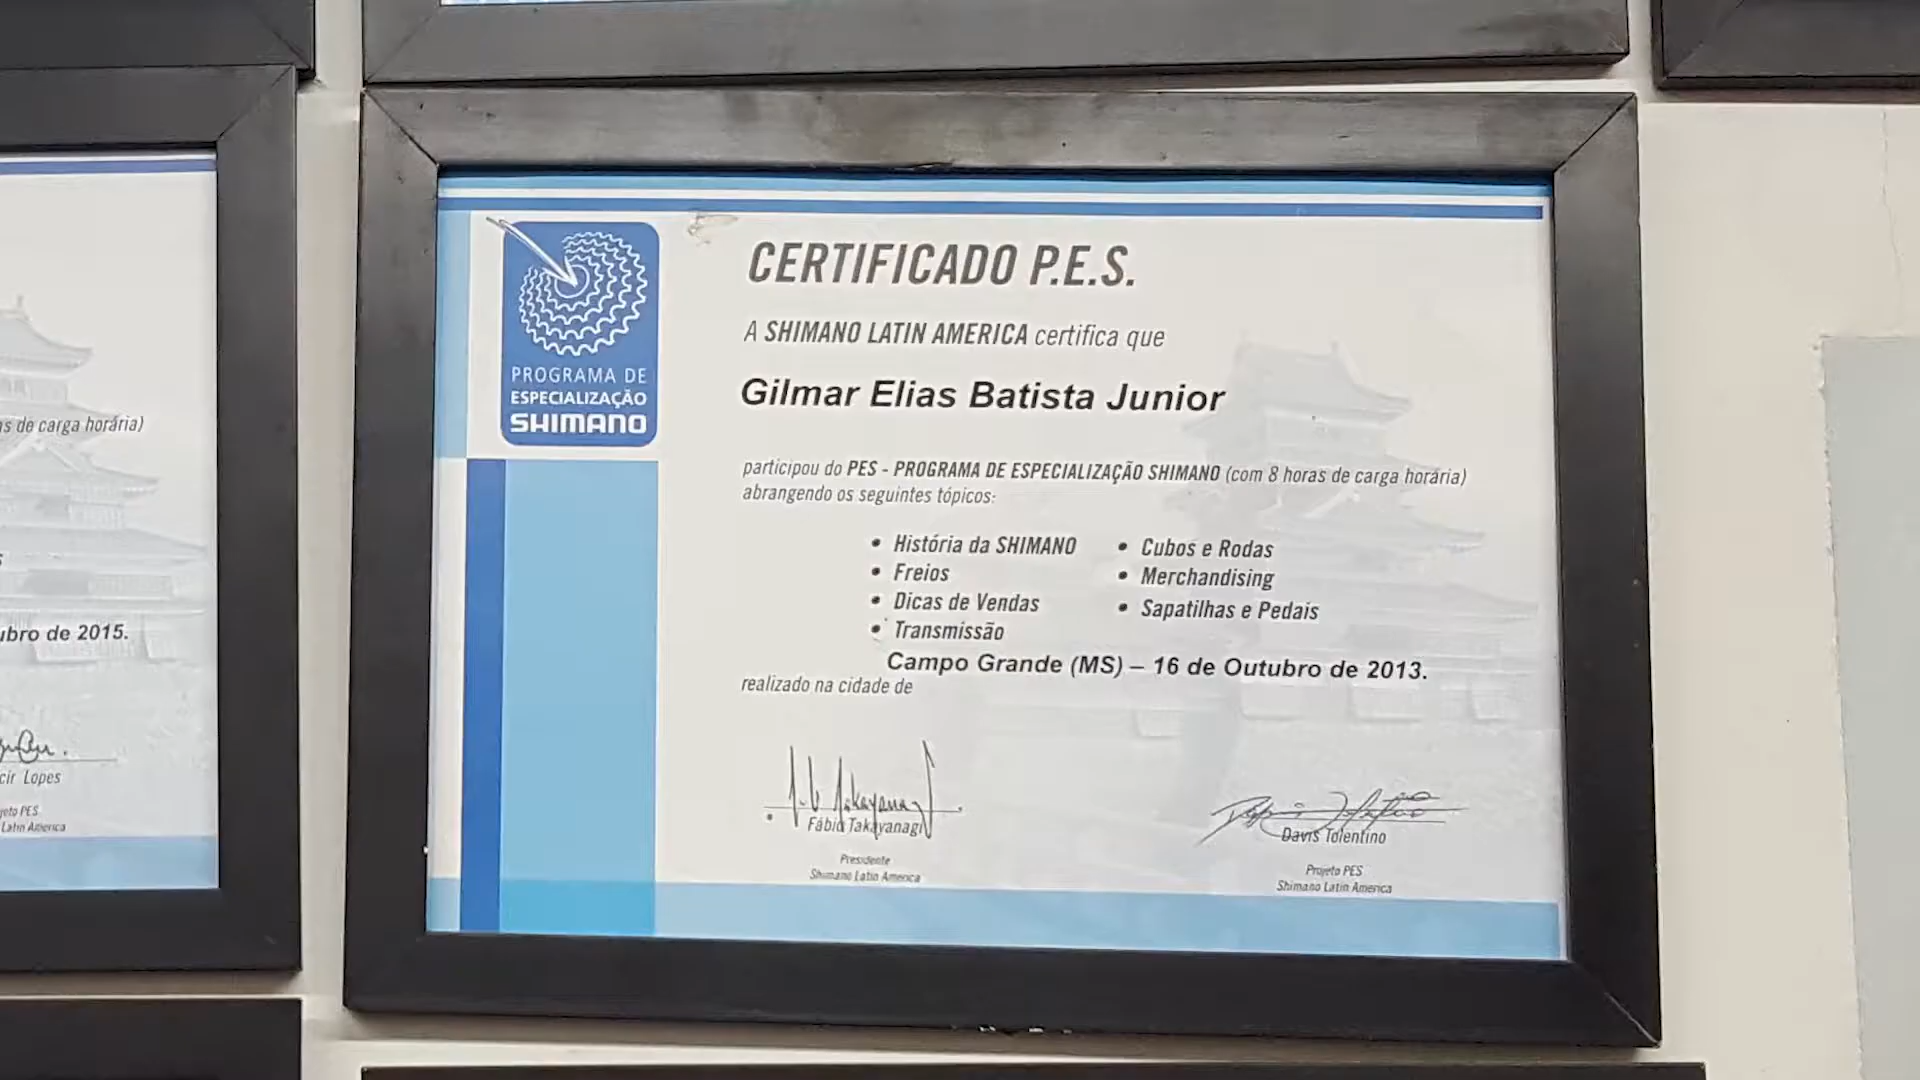 CERTIFICADO P.E.S.
A SHIMANO LATIN AMERICA certifica que
Gilmar Elias Batista Junior
PROGRAMA DE
ESPECIALIZAÇÃO
SHIMANO
participou do PES - PROGRAMA DE ESPECIALIZAÇÃO SHIMANO (com 8 horas de carga horária)
abrangendo os seguintes tópicos:
• História da SHIMANO
• Freios
• Dicas de Vendas
• Transmissão
• Cubos e Rodas
• Merchandising
• Sapatilhas e Pedais
Campo Grande (MS) – 16 de Outubro de 2013.
realizado na cidade de
Fábio Takayanagi
Presidente
Shimano Latin America
Davis Tolentino
Projeto PES
Shimano Latin America
de carga horária)
de 2015.
Lopes
PES
Latin America